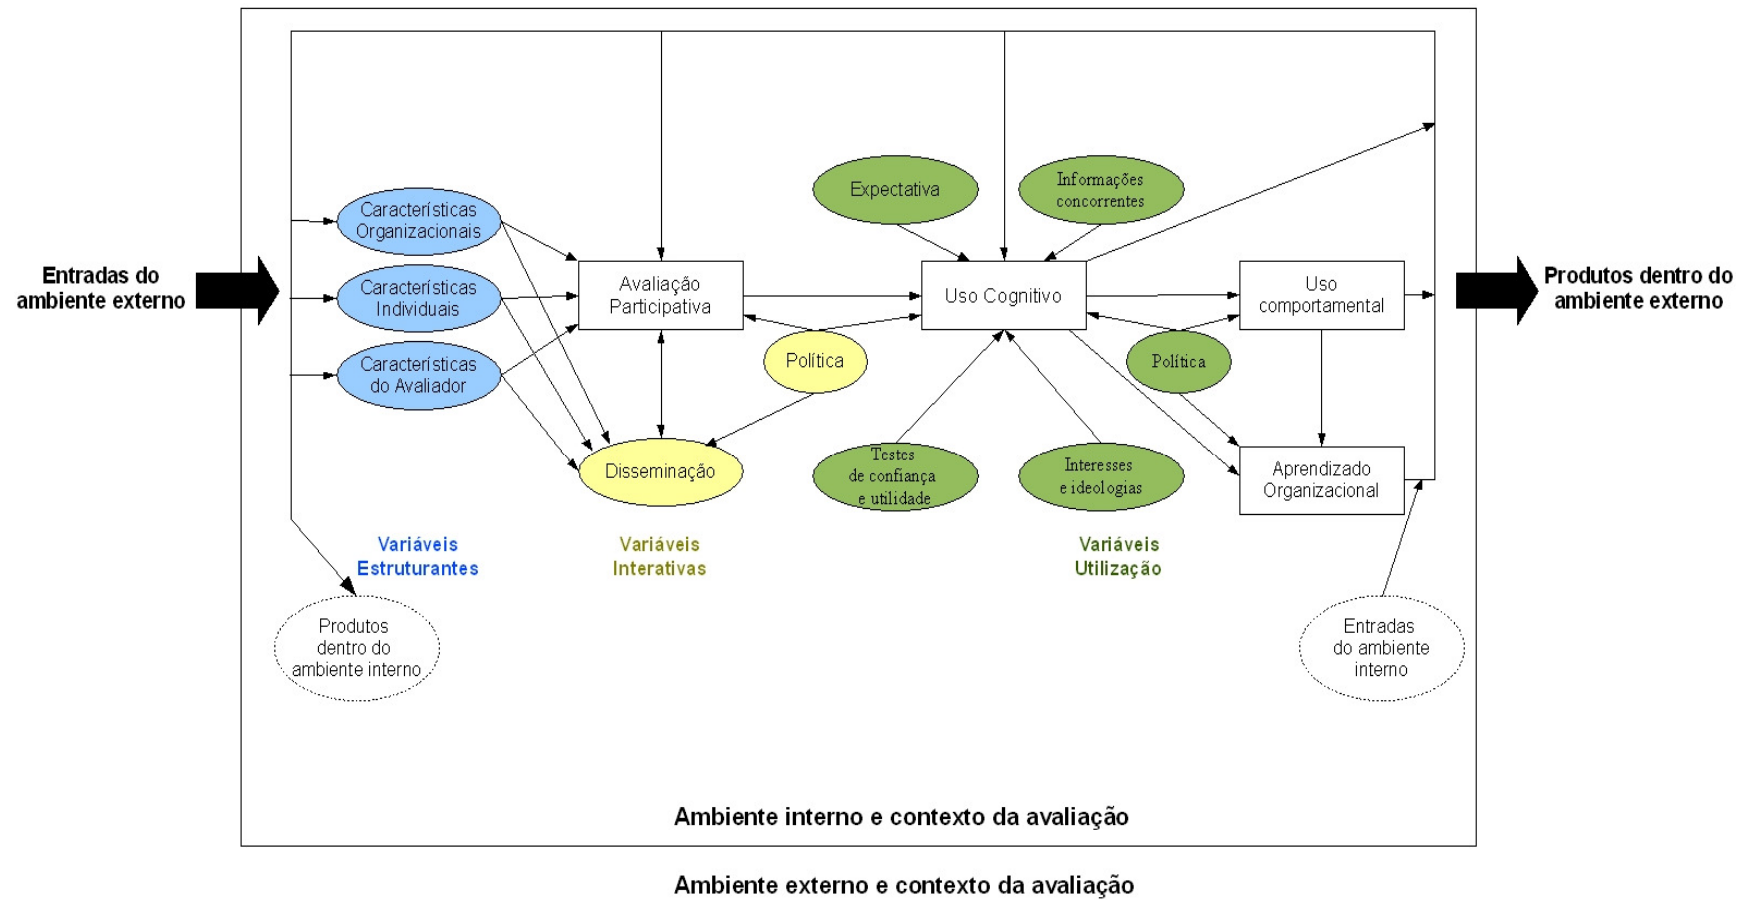 Expectativa
Informações
concorrentes
Características
Organizacionais
Entradas do
ambiente externo
Características
Individuais
Avaliação
Participativa
Uso Cognitivo
Uso
comportamental
Produtos dentro do
ambiente externo
Características
do Avaliador
Política
Política
Disseminação
Testes
de confiança
e utilidade
Interesses
e ideologias
Aprendizado
Organizacional
Variáveis
Estruturantes
Variáveis
Interativas
Variáveis
Utilização
Produtos
dentro do
ambiente interno
Entradas
do ambiente
interno
Ambiente interno e contexto da avaliação
Ambiente externo e contexto da avaliação